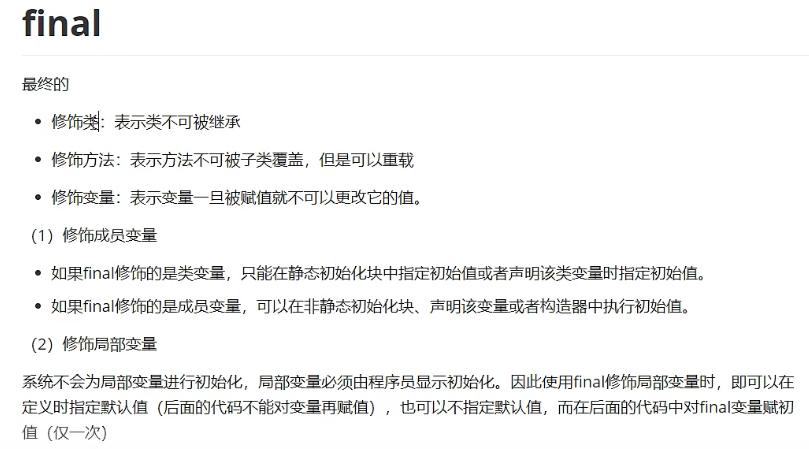 final
最终的
• 修饰类：表示类不可被继承
• 修饰方法：表示方法不可被子类覆盖，但是可以重载
• 修饰变量：表示变量一旦被赋值就不可以更改它的值。
（1）修饰成员变量
• 如果final修饰的是类变量，只能在静态初始化块中指定初始值或者声明该类变量时指定初始值。
• 如果final修饰的是成员变量，可以在非静态初始化块、声明该变量或者构造器中执行初始值。
（2）修饰局部变量
系统不会为局部变量进行初始化，局部变量必须由程序员显示初始化。因此使用final修饰局部变量时，即可以在
定义时指定默认值（后面的代码不能对变量再赋值），也可以不指定默认值，而在后面的代码中对final变量赋初
值（仅一次）